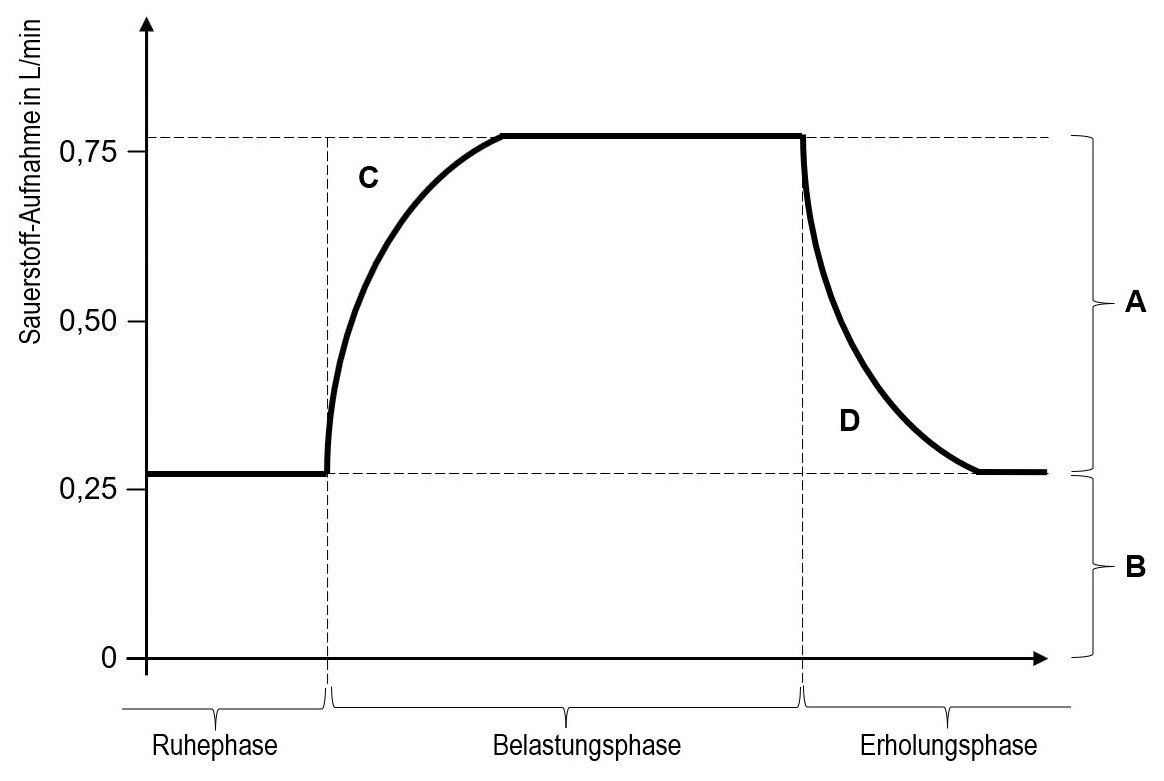 Sauerstoff-Aufnahme in L/min
0,75
0,50
0,25
0
C
D
A
B
Ruhephase
Belastungsphase
Erholungsphase